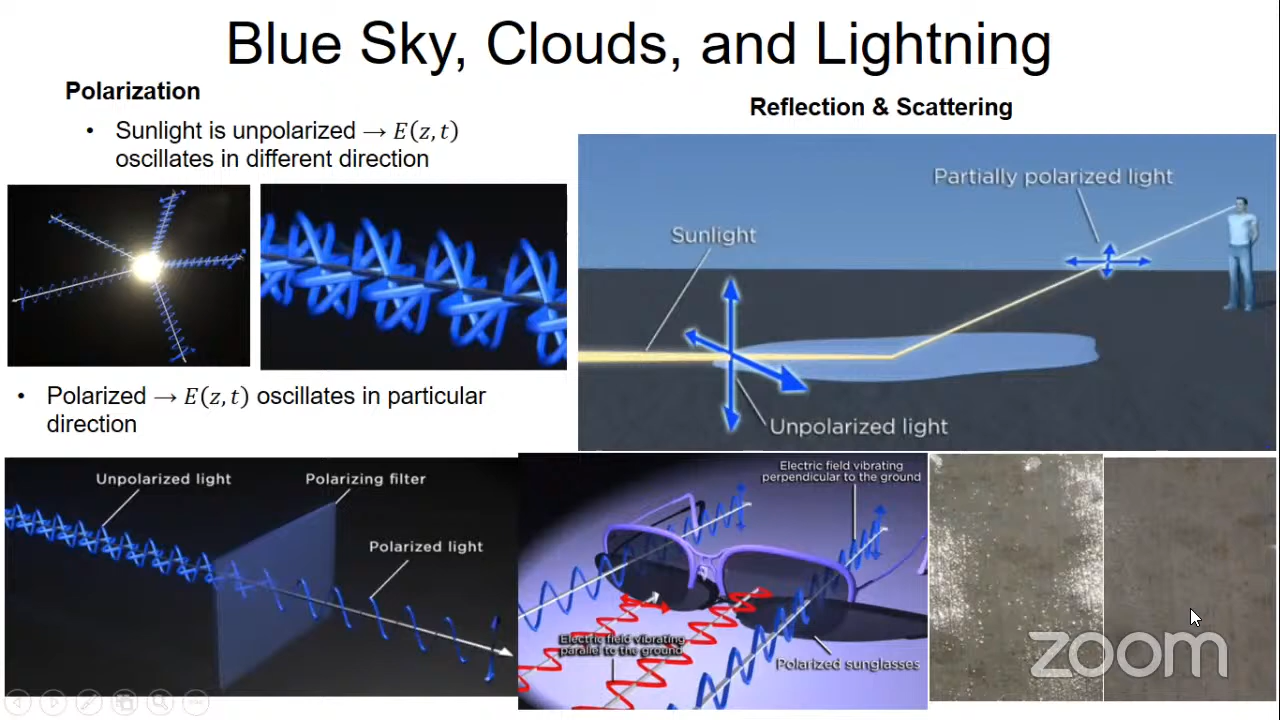 Blue Sky, Clouds, and Lightning
Polarization
• Sunlight is unpolarized → E(z, t)
oscillates in different direction
• Polarized → E(z, t) oscillates in particular
direction
Unpolarized light
Polarizing filter
Polarized light
Reflection & Scattering
Partially polarized light
Sunlight
Unpolarized light
Electric field vibrating
perpendicular to the ground
Electric field vibrating
parallel to the ground
Polarized sunglasses
zoom